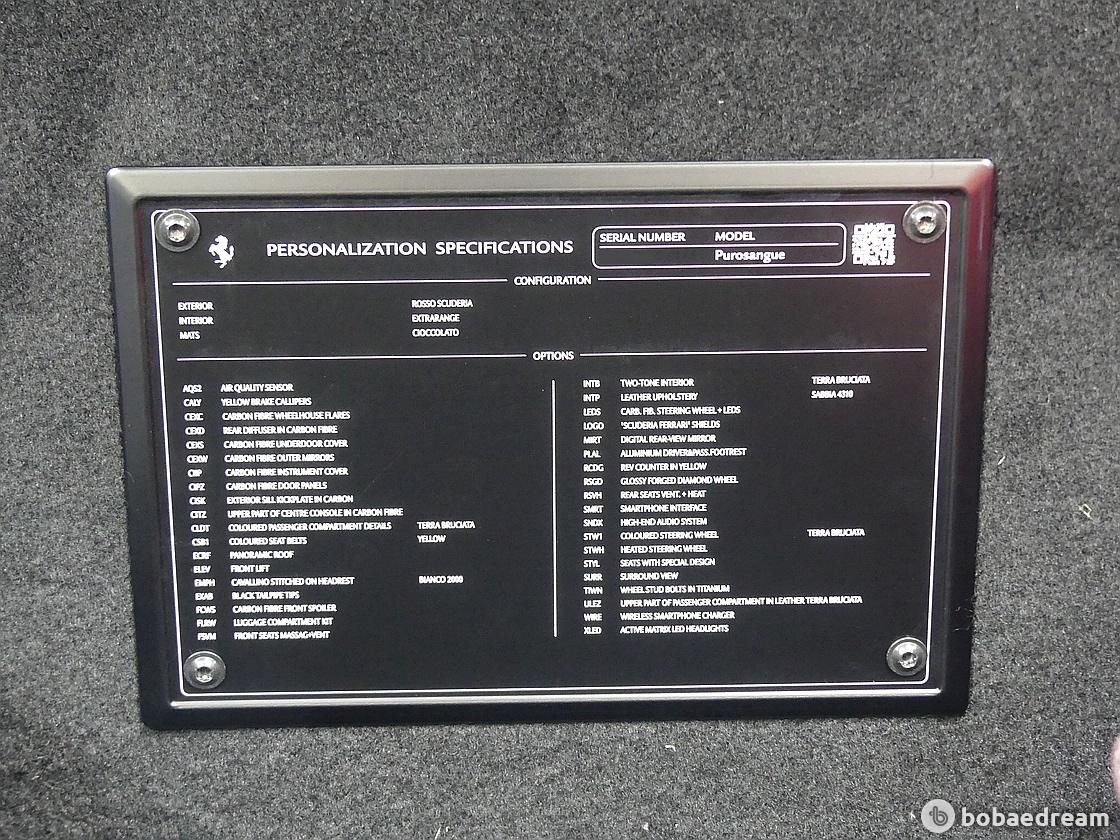 PERSONALIZATION SPECIFICATIONS
SERIAL NUMBER MODEL
Purosangue
CONFIGURATION
EXTERIOR ROSSO SCUDERIA
INTERIOR EXTRARANGE
MATS CIOCCOLATO
OPTIONS
AQS2 AIR QUALITY SENSOR
CALY YELLOW BRAKE CALLIPERS
CEXC CARBON FIBRE WHEELHOUSE FLARES
CEXD REAR DIFFUSER IN CARBON FIBRE
CEXS CARBON FIBRE UNDERDOOR COVER
CEXW CARBON FIBRE OUTER MIRRORS
CIIP CARBON FIBRE INSTRUMENT COVER
CIPZ CARBON FIBRE DOOR PANELS
CISK EXTERIOR SILL KICKPLATE IN CARBON
CITZ UPPER PART OF CENTRE CONSOLE IN CARBON FIBRE
CLDT COLOURED PASSENGER COMPARTMENT DETAILS TERRA BRUCIATA
CSB1 COLOURED SEAT BELTS YELLOW
ECRF PANORAMIC ROOF
ELEV FRONT LIFT
EMPH CAVALLINO STITCHED ON HEADREST BIANCO 2000
EXAB BLACK TAILPIPE TIPS
FCWS CARBON FIBRE FRONT SPOILER
FLRW LUGGAGE COMPARTMENT KIT
FSVM FRONT SEATS MASSAG+VENT
INTB TWO-TONE INTERIOR TERRA BRUCIATA
INTP LEATHER UPHOLSTERY SABBIA 4310
LEDS CARB. FIB. STEERING WHEEL + LEDS
LOGO 'SCUDERIA FERRARI' SHIELDS
MIRT DIGITAL REAR-VIEW MIRROR
PLAL ALUMINIUM DRIVER&PASS.FOOTREST
RCDG REV COUNTER IN YELLOW
RSGD GLOSSY FORGED DIAMOND WHEEL
RSVH REAR SEATS VENT. + HEAT
SMRT SMARTPHONE INTERFACE
SNDX HIGH-END AUDIO SYSTEM
STW1 COLOURED STEERING WHEEL TERRA BRUCIATA
STWH HEATED STEERING WHEEL
STYL SEATS WITH SPECIAL DESIGN
SURR SURROUND VIEW
TIWN WHEEL STUD BOLTS IN TITANIUM
ULEZ UPPER PART OF PASSENGER COMPARTMENT IN LEATHER TERRA BRUCIATA
WIRE WIRELESS SMARTPHONE CHARGER
XLED ACTIVE MATRIX LED HEADLIGHTS
bobaedream